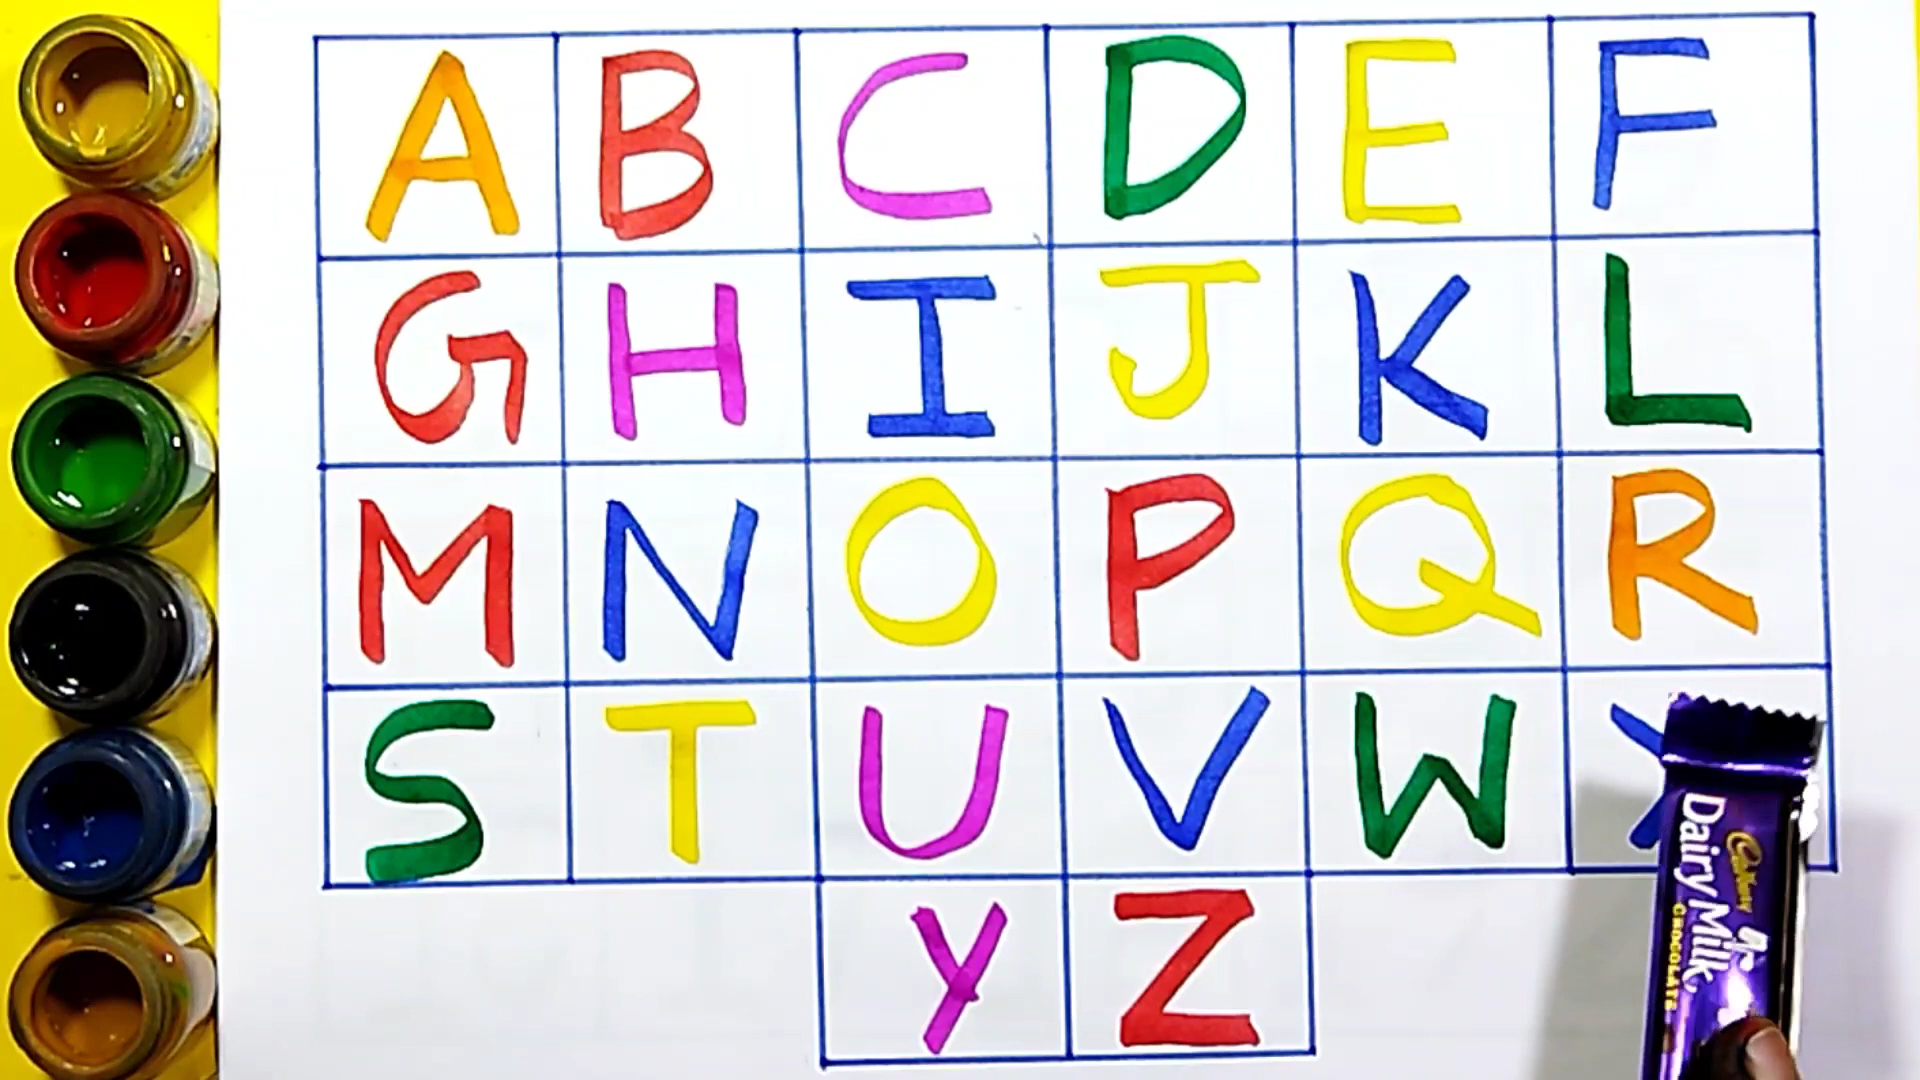 A B C D E F
G H I J K L
M N O P Q R
S T U V W X
Y Z
Cadbury
Dairy Milk
CHOCOLATE